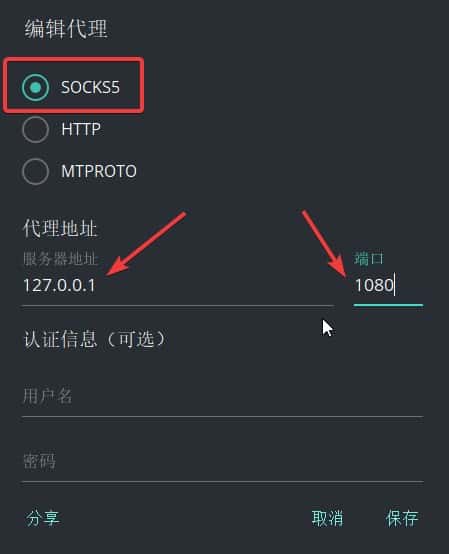 编辑代理
SOCKS5
HTTP
MTPROTO
代理地址
服务器地址
端口
127.0.0.1
1080
认证信息（可选）
用户名
密码
分享
取消
保存